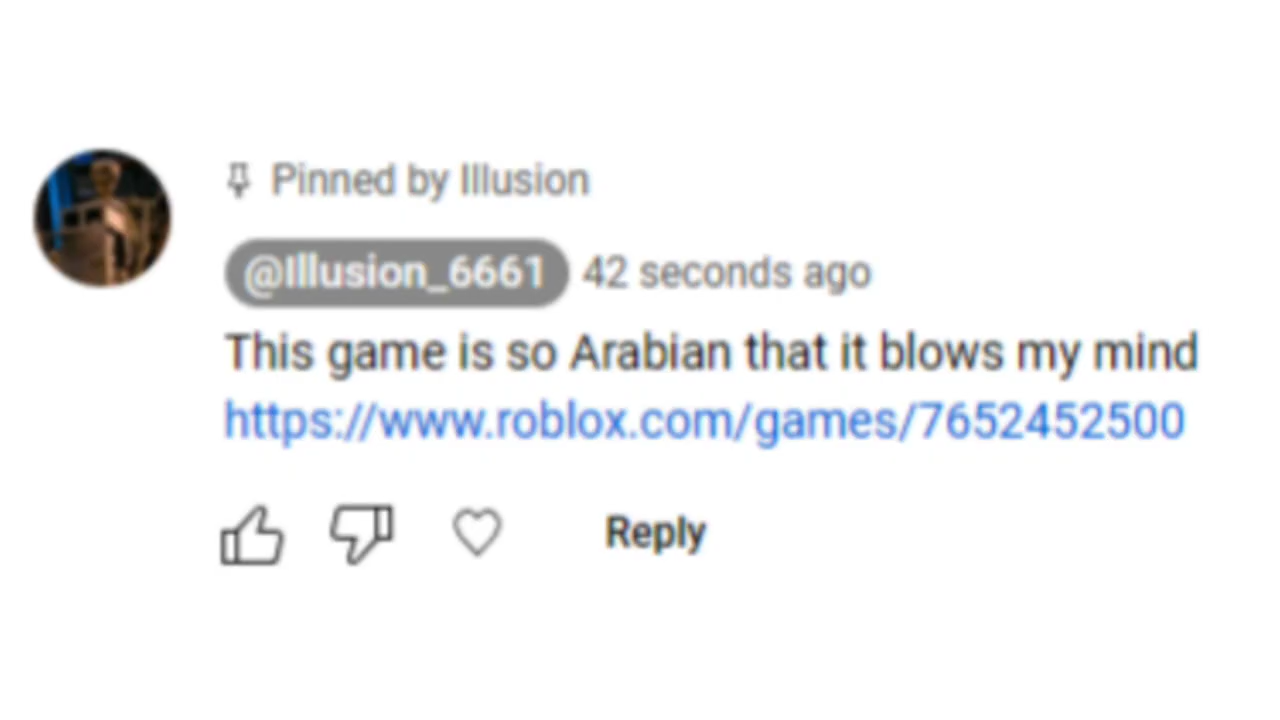 Pinned by Illusion
@Illusion_6661 42 seconds ago
This game is so Arabian that it blows my mind
https://www.roblox.com/games/7652452500
Reply